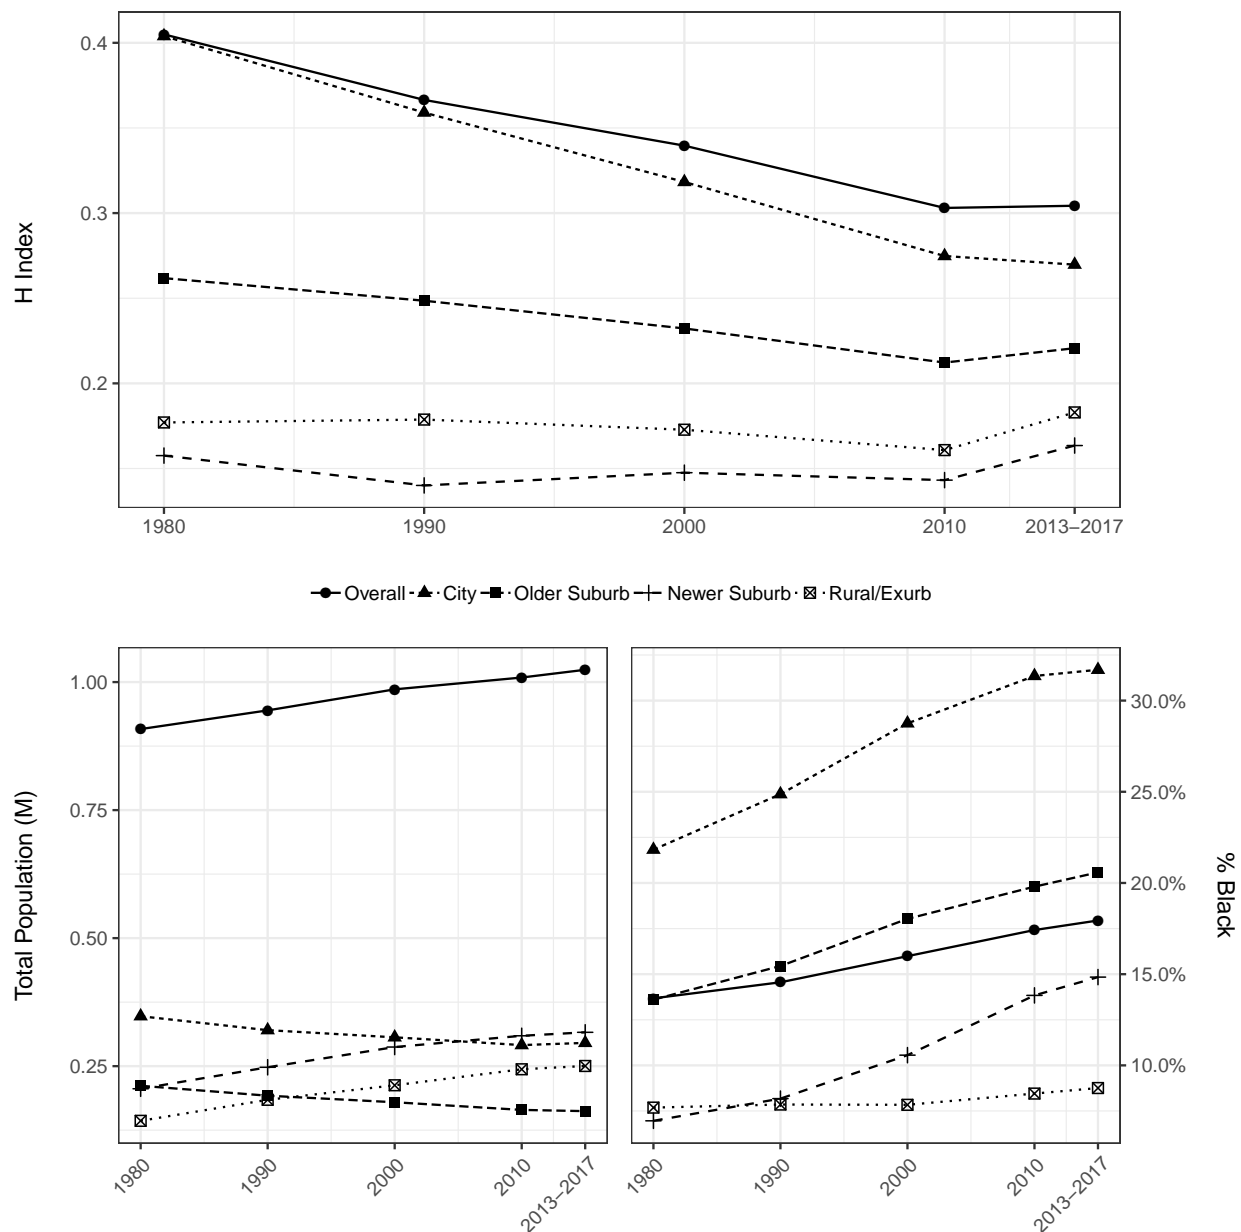 H Index
0.4
0.3
0.2
1980 1990 2000 2010 2013–2017
Overall City Older Suburb Newer Suburb Rural/Exurb
Total Population (M)
1.00
0.75
0.50
0.25
1980 1990 2000 2010 2013–2017
30.0%
25.0%
20.0%
15.0%
10.0%
% Black
1980 1990 2000 2010 2013–2017